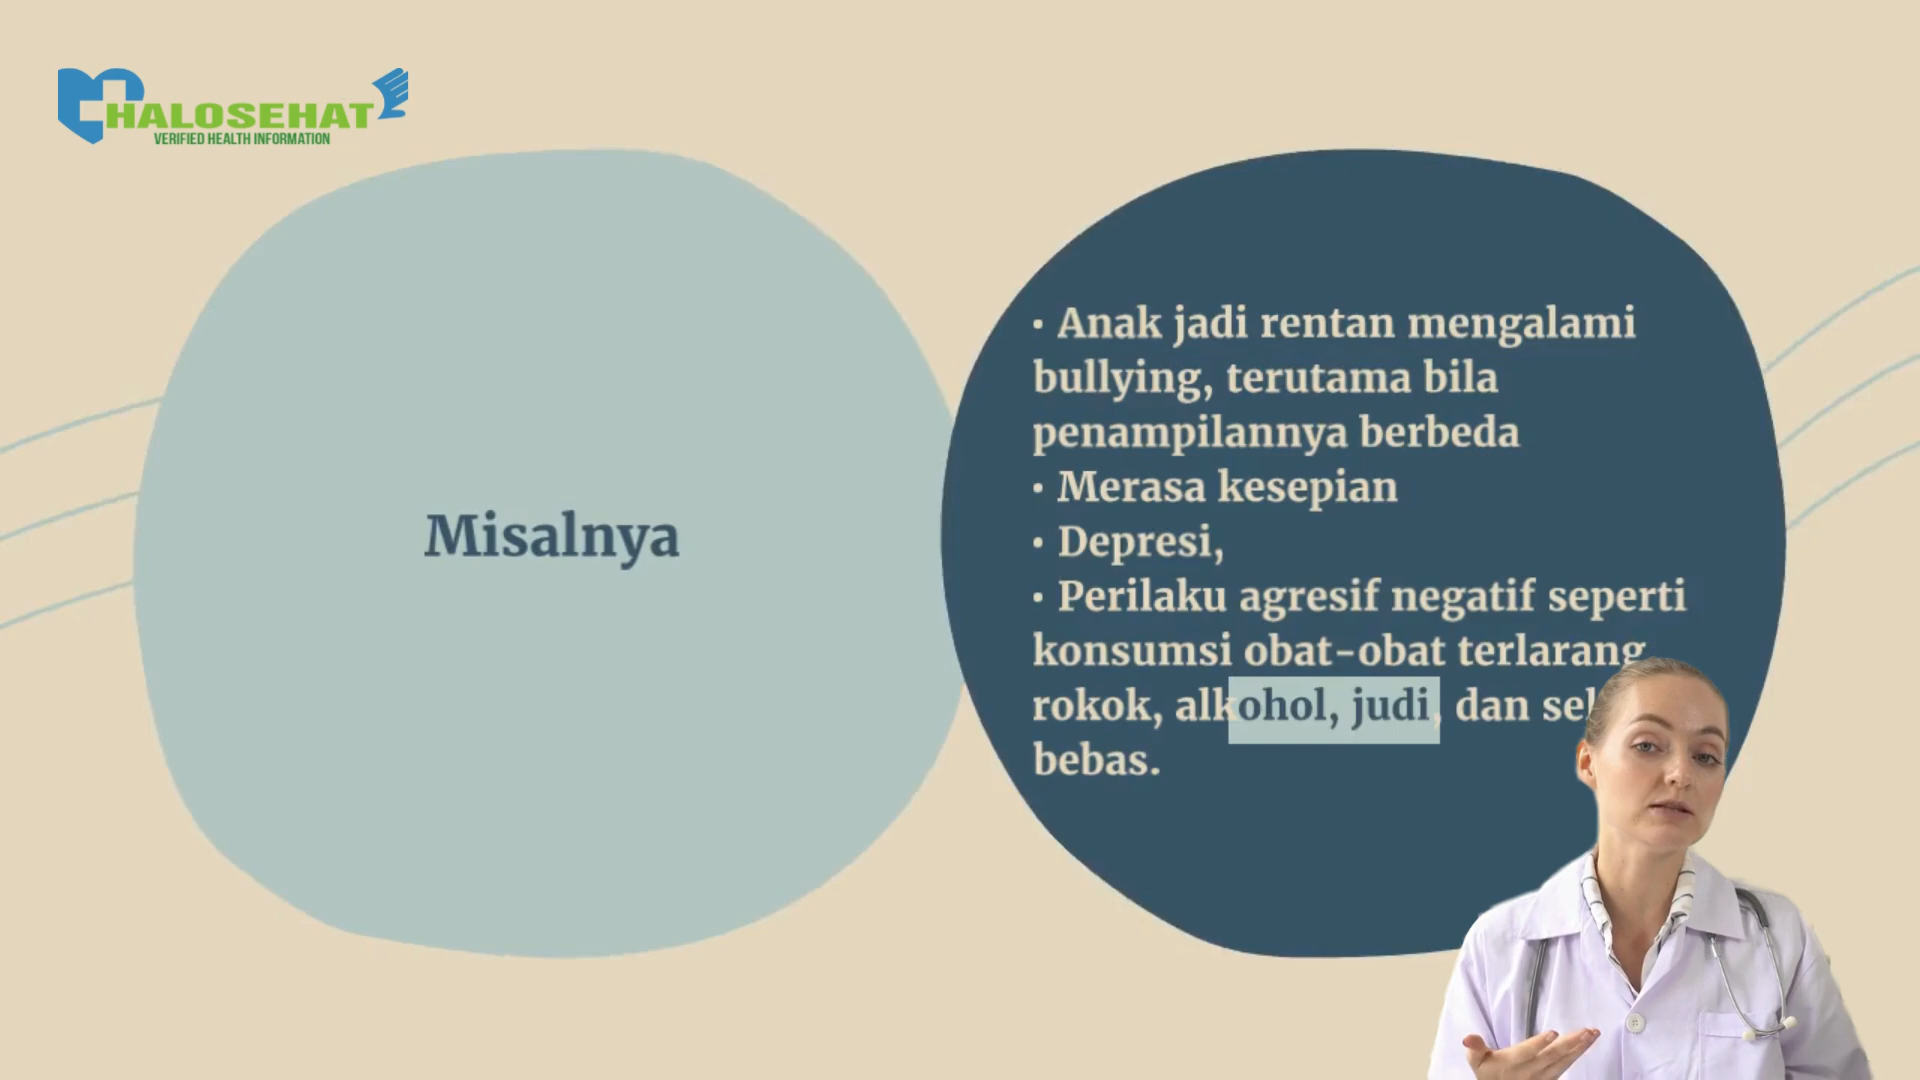 HALOSEHAT
VERIFIED HEALTH INFORMATION
Misalnya
• Anak jadi rentan mengalami
bullying, terutama bila
penampilannya berbeda
• Merasa kesepian
• Depresi,
• Perilaku agresif negatif seperti
konsumsi obat-obat terlarang
rokok, alkohol, judi, dan
bebas.